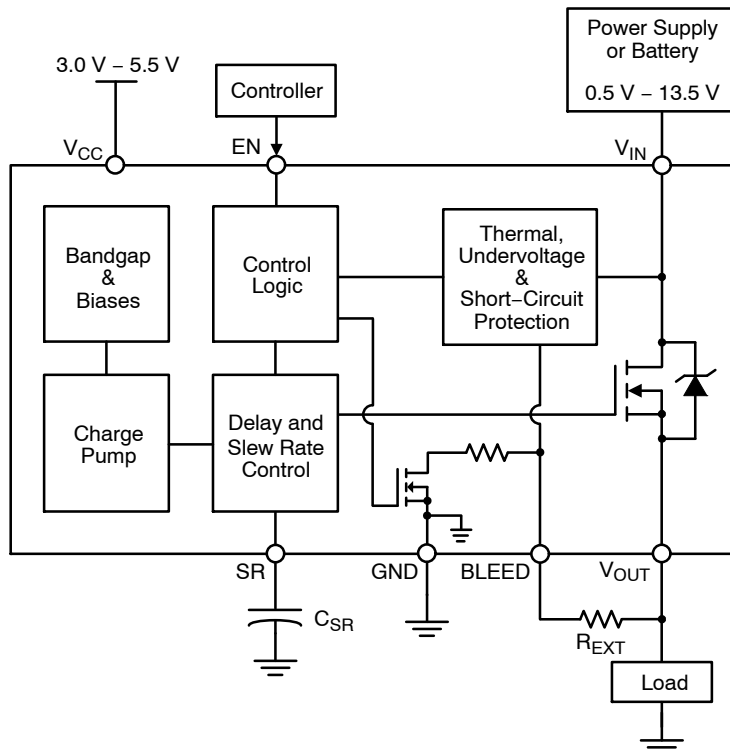 Power Supply
or Battery
0.5 V – 13.5 V
3.0 V – 5.5 V
Controller
VCC
EN
VIN
Bandgap
&
Biases
Control
Logic
Thermal,
Undervoltage
&
Short–Circuit
Protection
Charge
Pump
Delay and
Slew Rate
Control
SR
GND
BLEED
VOUT
CSR
REXT
Load